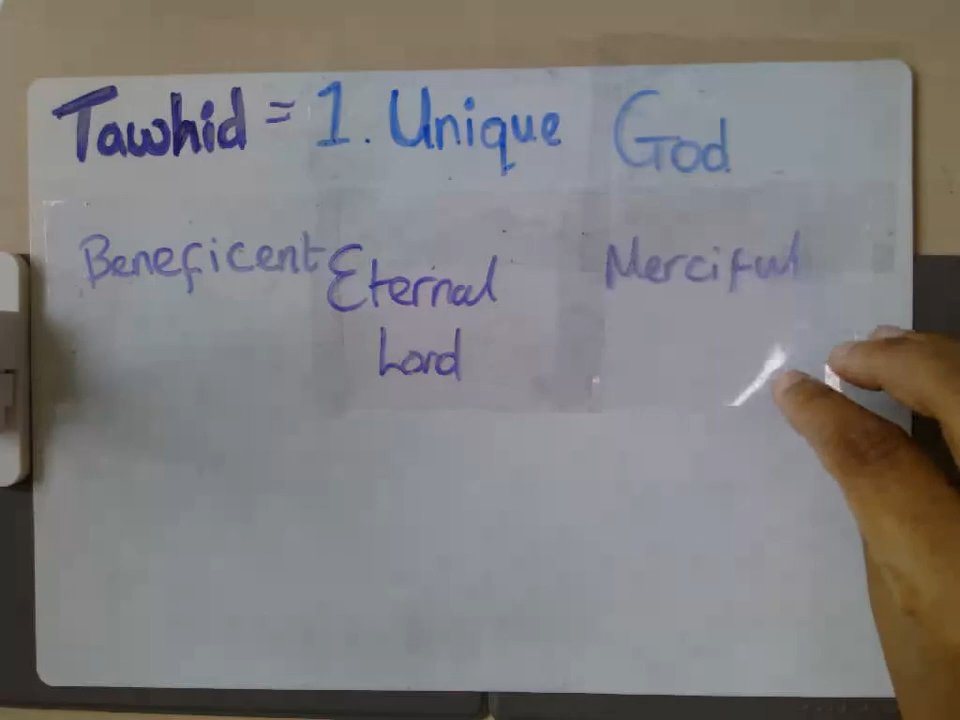 Tawhid = 1. Unique God
Beneficent Eternal Merciful
Lord